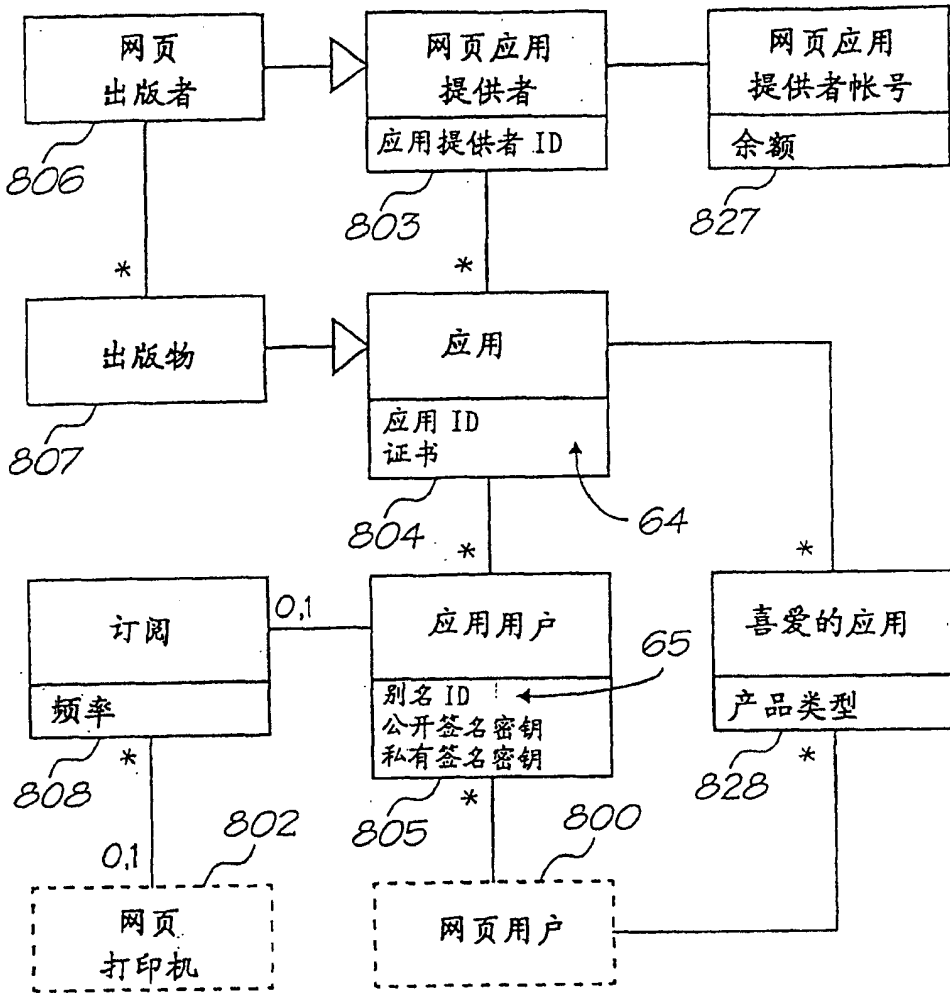 网页
出版者
网页应用
提供者
网页应用
提供者帐号
应用提供者 ID
余额
806
803
827
*
*
出版物
应用
应用 ID
证书
807
804
64
*
*
订阅
0,1
应用用户
喜爱的应用
65
频率
别名 ID
公开签名密钥
私有签名密钥
产品类型
808
*
805
*
828
*
802
800
0,1
网页
打印机
网页用户